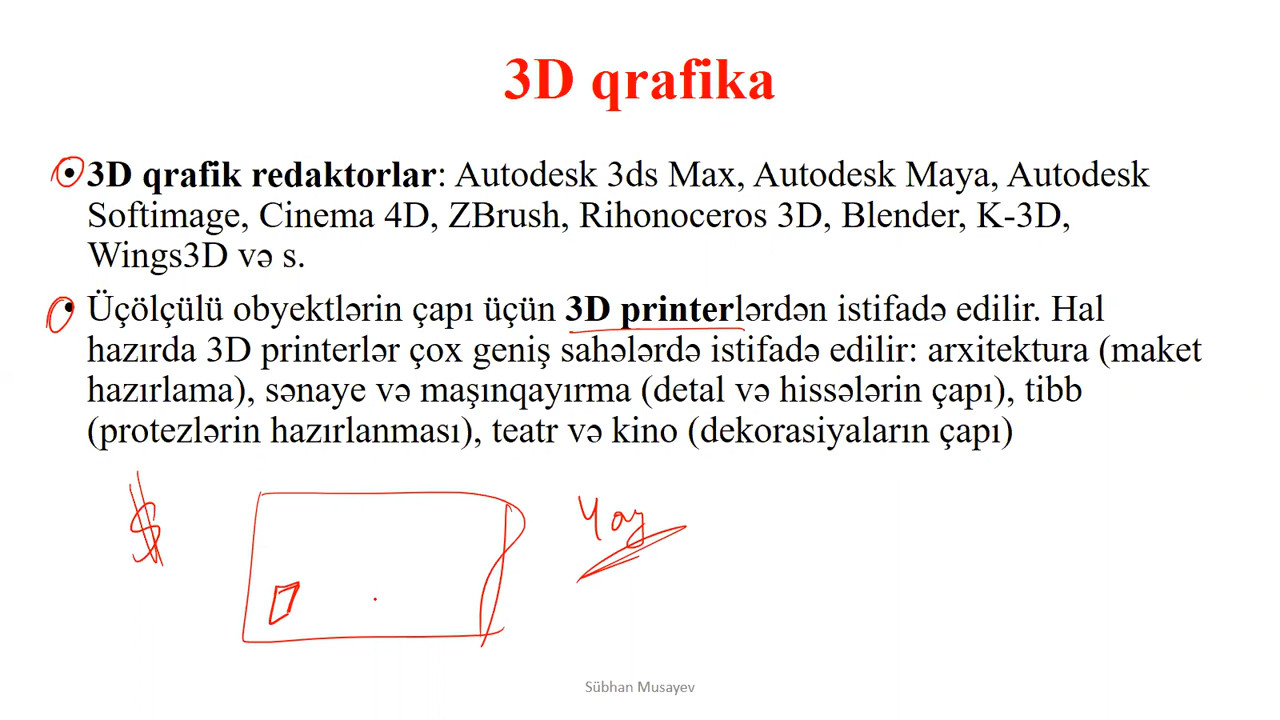 3D qrafika
• 3D qrafik redaktorlar: Autodesk 3ds Max, Autodesk Maya, Autodesk
Softimage, Cinema 4D, ZBrush, Rihonoceros 3D, Blender, K-3D,
Wings3D və s.
• Üçölçülü obyektlərin çapı üçün 3D printerlərdən istifadə edilir. Hal
hazırda 3D printerlər çox geniş sahələrdə istifadə edilir: arxitektura (maket
hazırlama), sənaye və maşınqayırma (detal və hissələrin çapı), tibb
(protezlərin hazırlanması), teatr və kino (dekorasiyaların çapı)
$
Yay
Sübhan Musayev